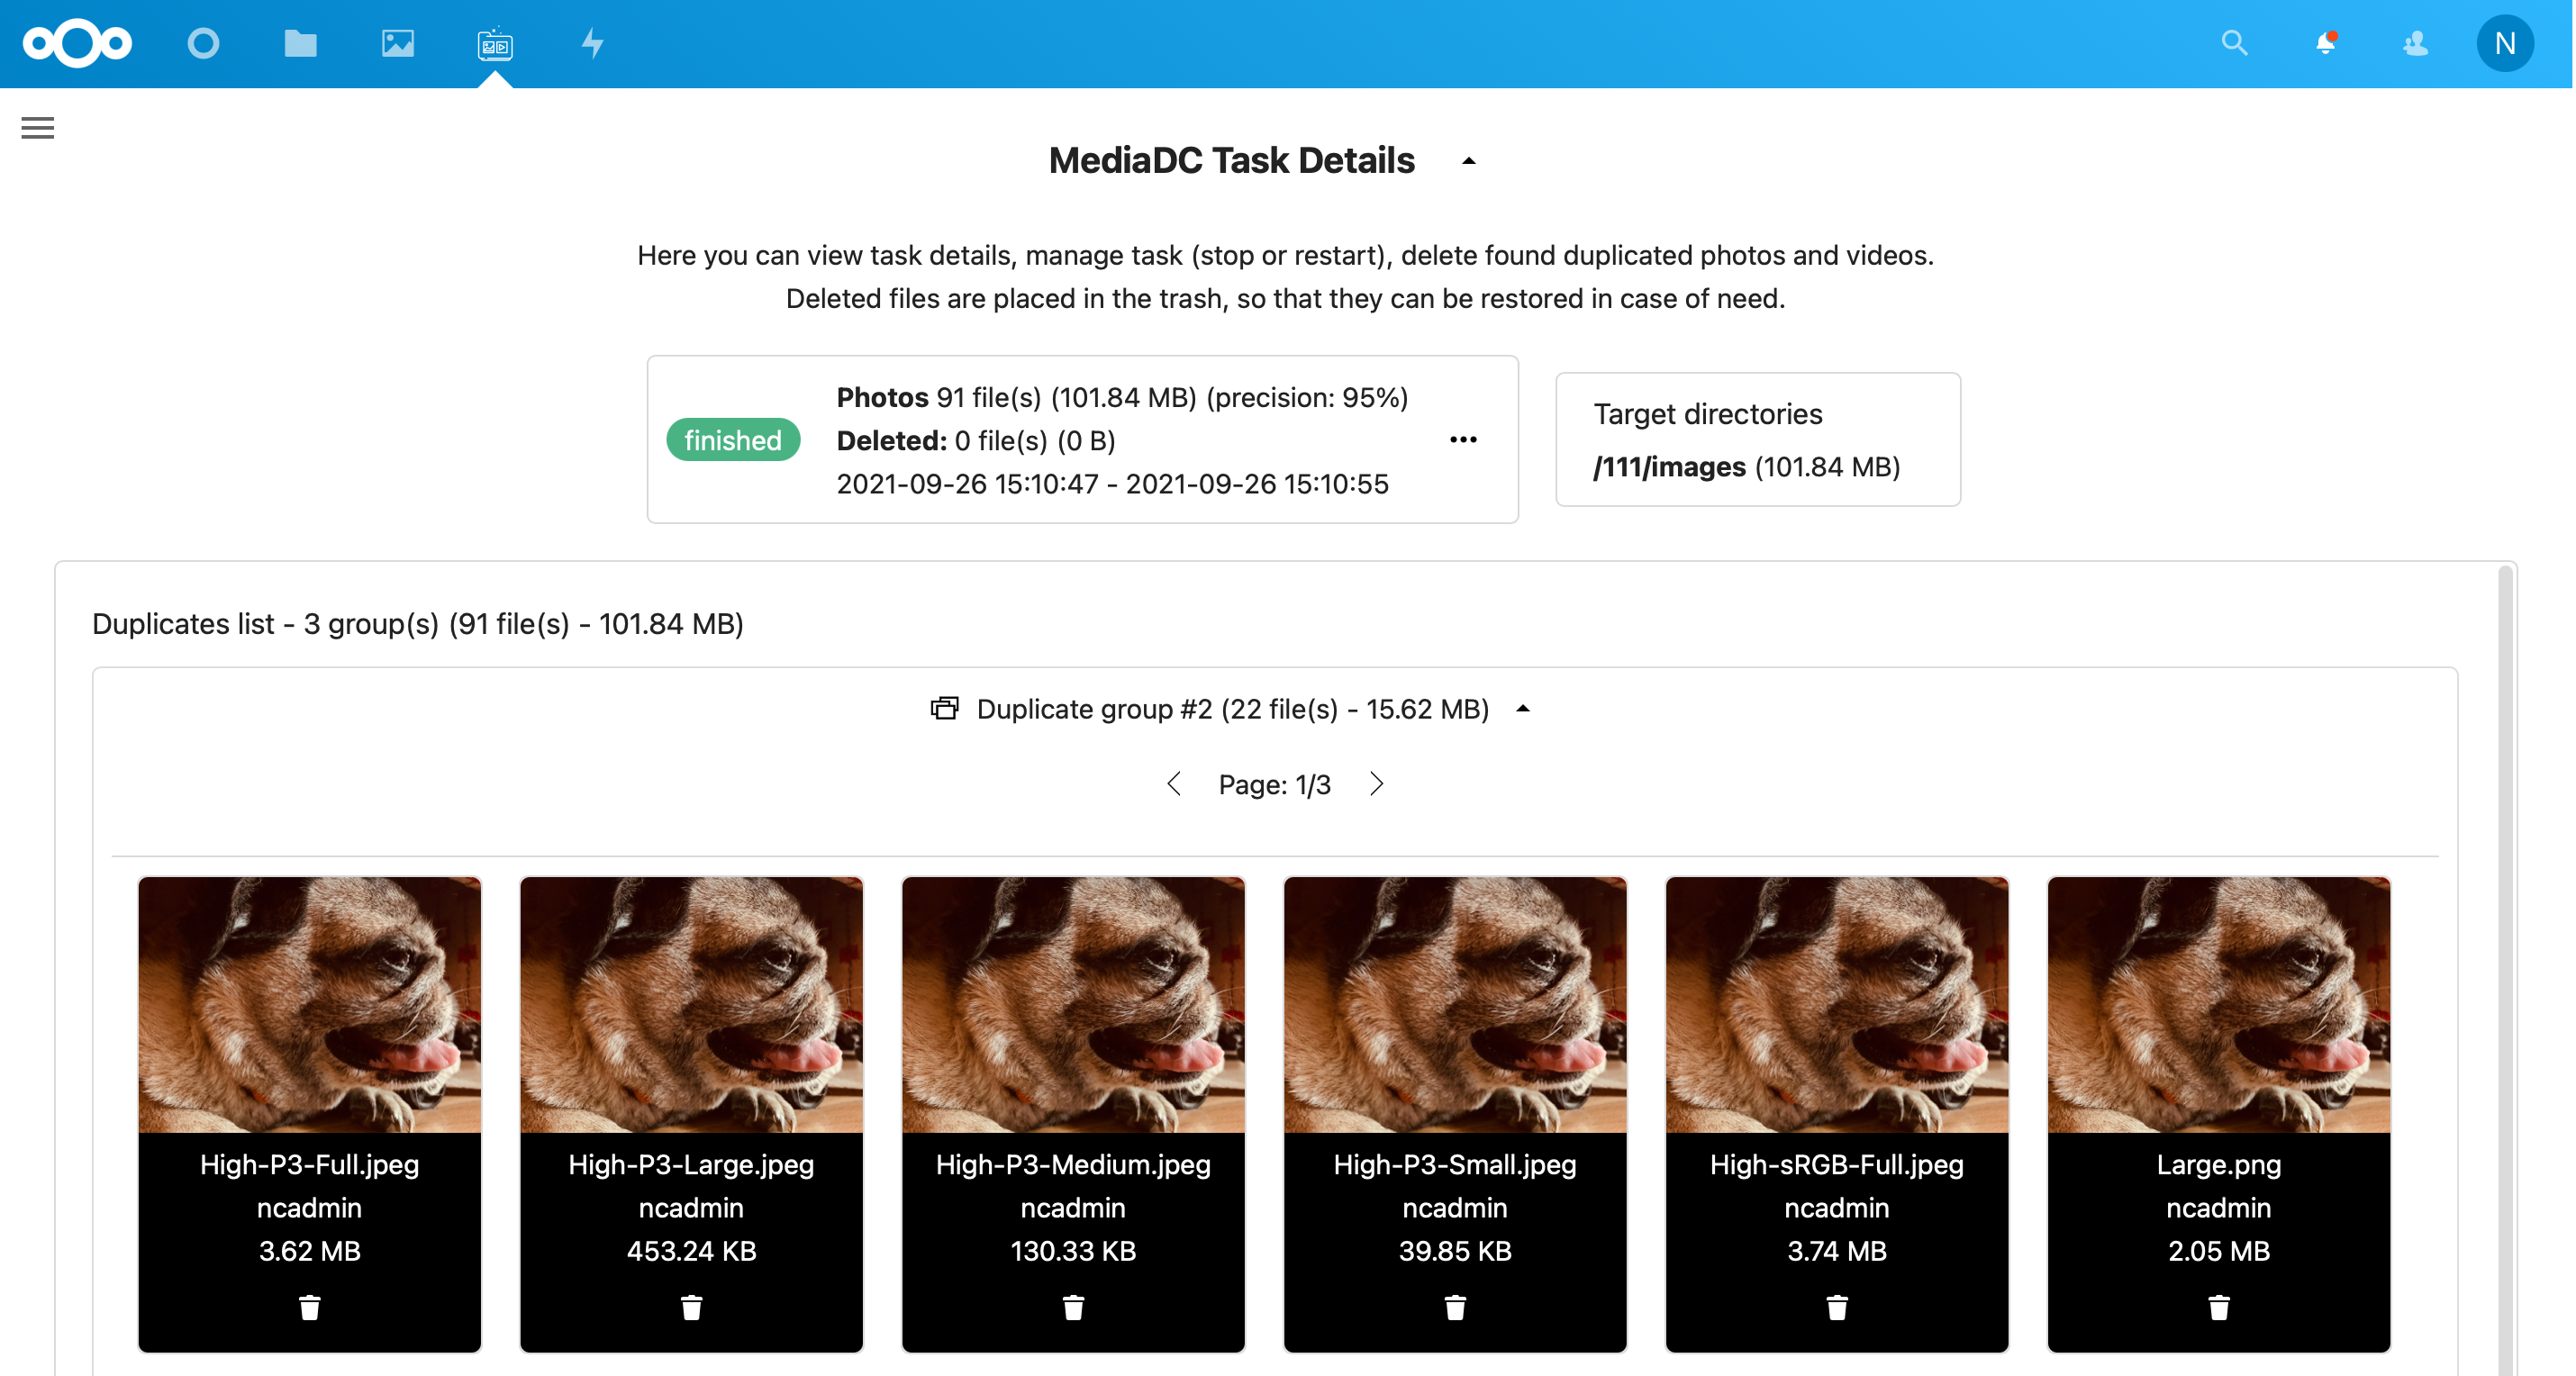 N
MediaDC Task Details
Here you can view task details, manage task (stop or restart), delete found duplicated photos and videos.
Deleted files are placed in the trash, so that they can be restored in case of need.
finished
Photos 91 file(s) (101.84 MB) (precision: 95%)
Deleted: 0 file(s) (0 B)
2021-09-26 15:10:47 - 2021-09-26 15:10:55
Target directories
/111/images (101.84 MB)
Duplicates list - 3 group(s) (91 file(s) - 101.84 MB)
Duplicate group #2 (22 file(s) - 15.62 MB)
Page: 1/3
High-P3-Full.jpeg
ncadmin
3.62 MB
High-P3-Large.jpeg
ncadmin
453.24 KB
High-P3-Medium.jpeg
ncadmin
130.33 KB
High-P3-Small.jpeg
ncadmin
39.85 KB
High-sRGB-Full.jpeg
ncadmin
3.74 MB
Large.png
ncadmin
2.05 MB